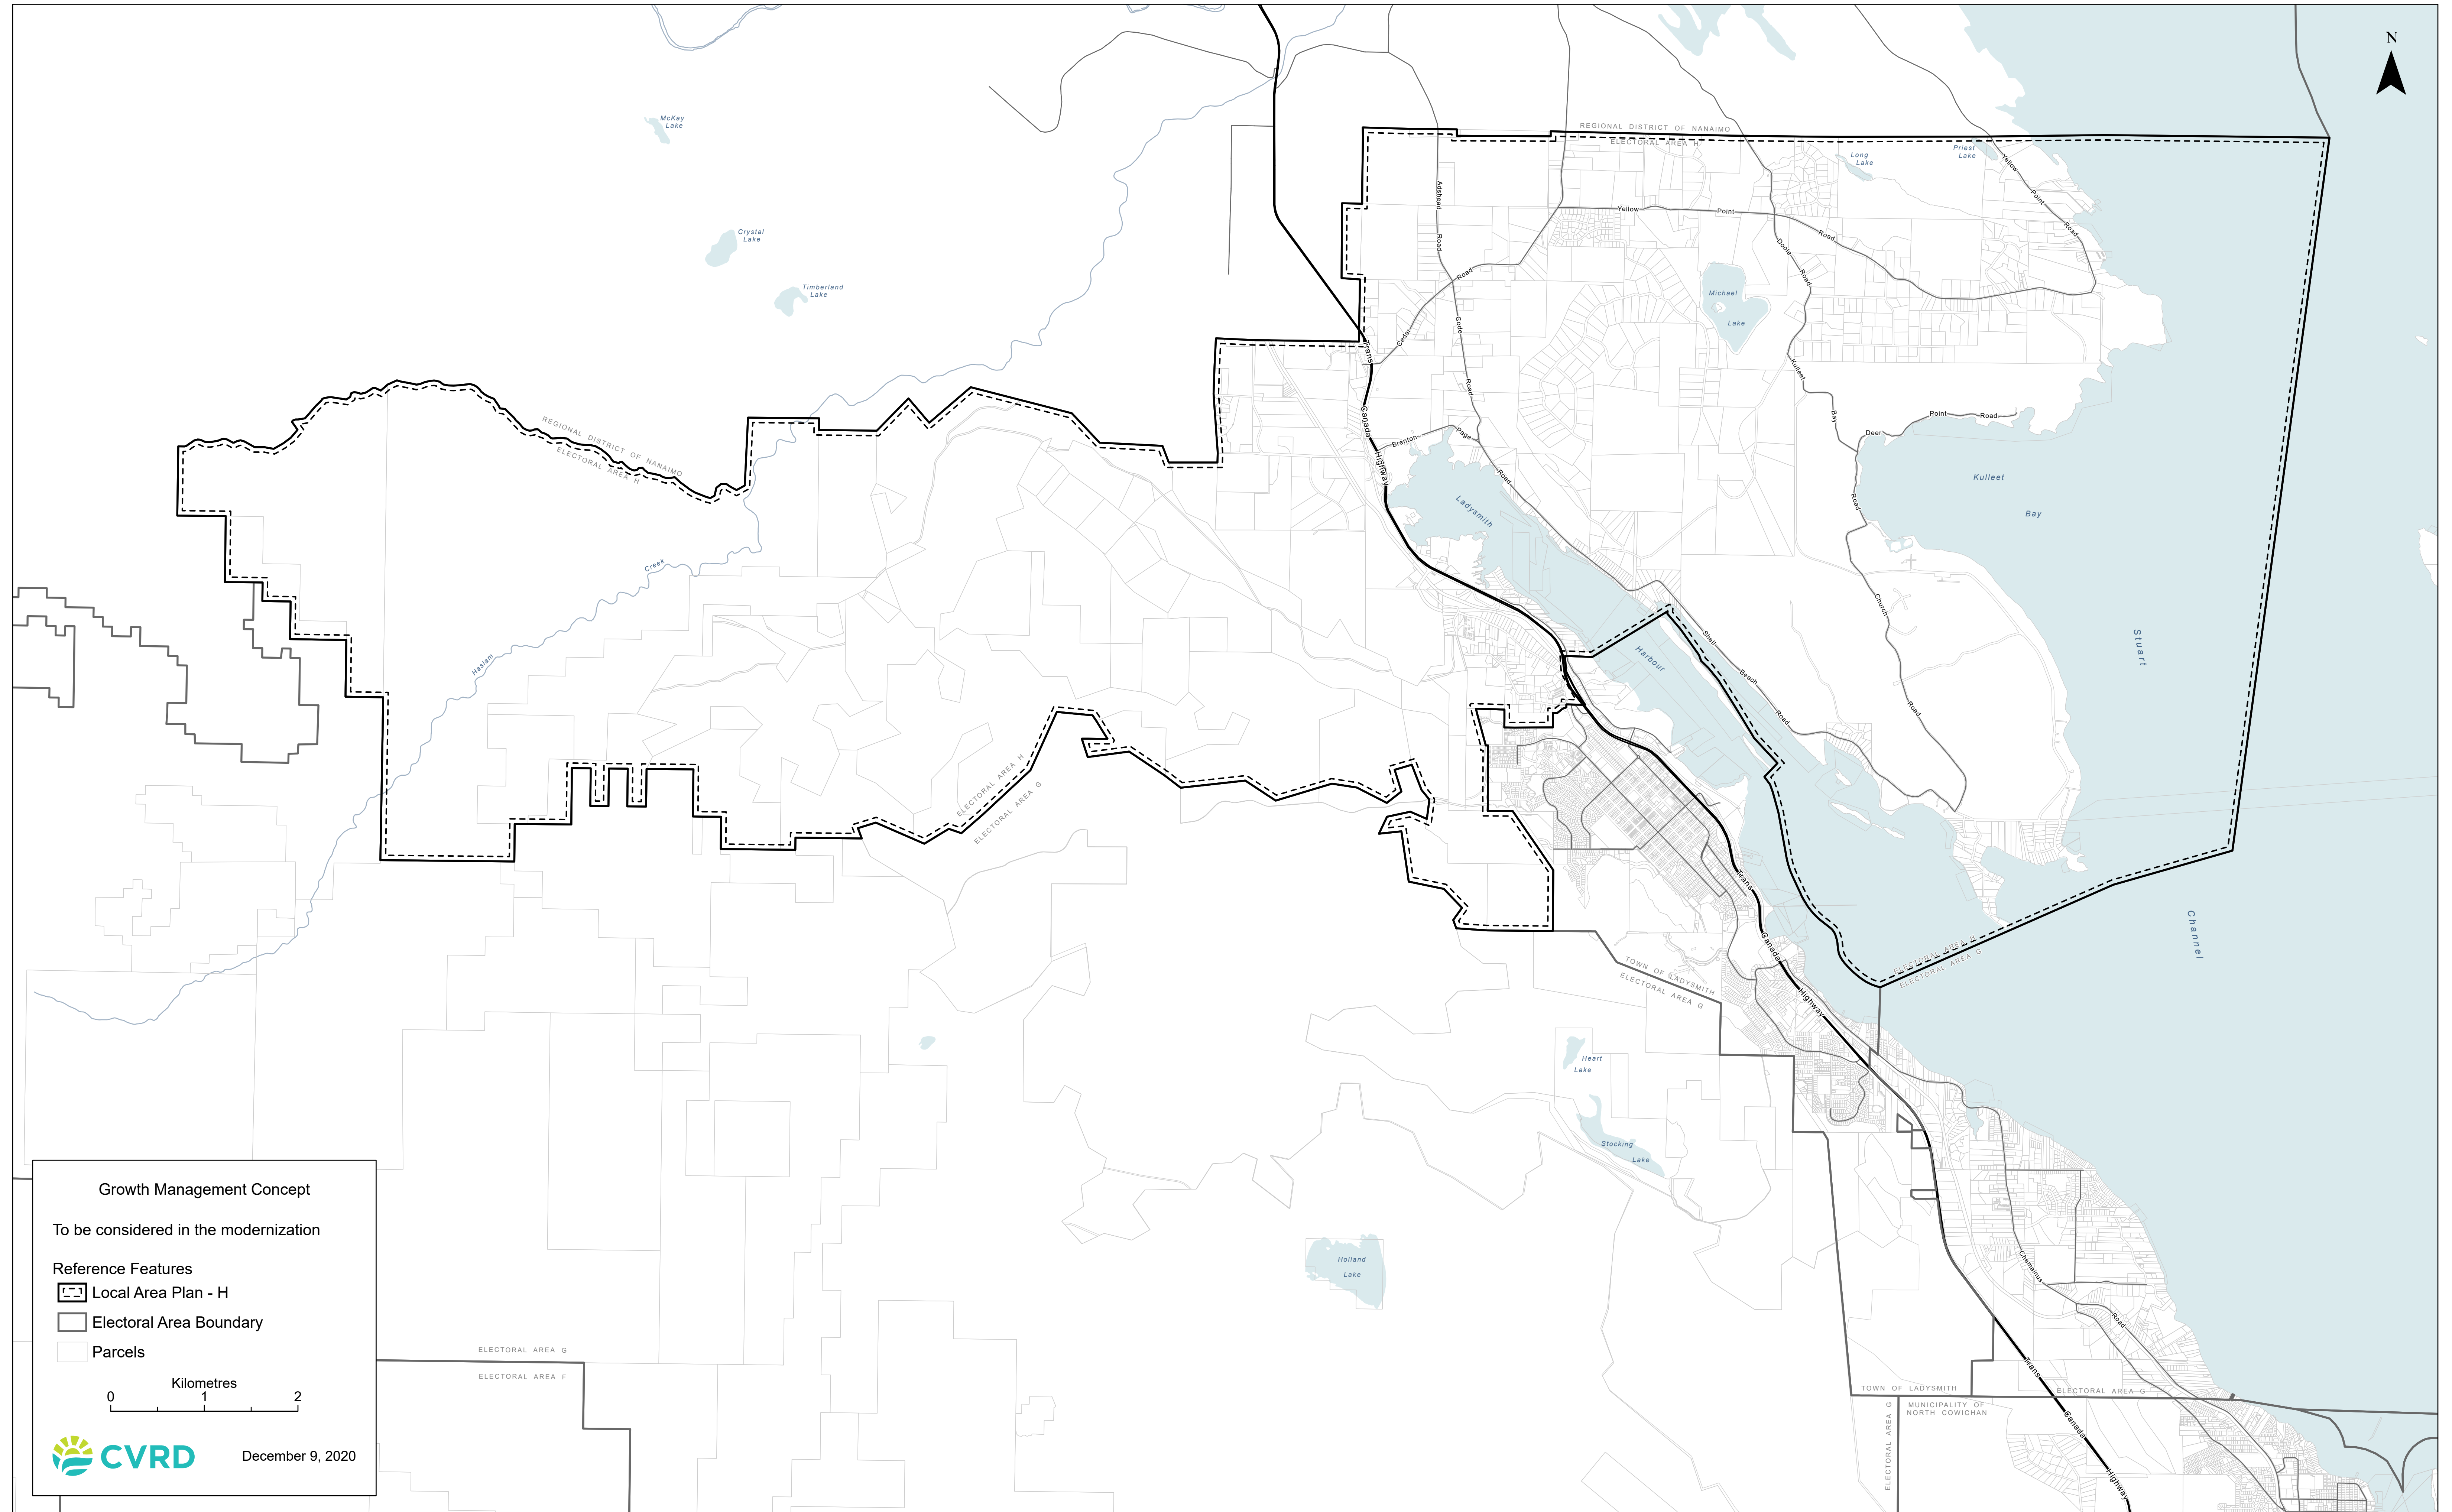 N
McKay
Lake
Crystal
Lake
Timberland
Lake
REGIONAL DISTRICT OF NANAIMO
ELECTORAL AREA H
Long
Lake
Priest
Lake
Yellow
Point
Road
Adshead
Road
Yellow
Point
Road
Doole
Road
Cedar
Road
Code
Road
Michael
Lake
Kulleet
Bay
Road
Deer
Point
Road
Kulleet
Bay
Trans
Canada
Highway
Brenton
Page
Road
Ladysmith
Harbour
REGIONAL DISTRICT OF NANAIMO
ELECTORAL AREA H
Haslam
Creek
Church
Road
Shell
Beach
Road
Stuart
Channel
ELECTORAL AREA H
ELECTORAL AREA G
ELECTORAL AREA H
ELECTORAL AREA G
Trans
Canada
Highway
TOWN OF LADYSMITH
ELECTORAL AREA G
Heart
Lake
Stocking
Lake
Holland
Lake
Chemainus
Road
Trans
Canada
Highway
TOWN OF LADYSMITH
ELECTORAL AREA G
ELECTORAL AREA G
MUNICIPALITY OF
NORTH COWICHAN
ELECTORAL AREA G
ELECTORAL AREA F
Growth Management Concept
To be considered in the modernization
Reference Features
Local Area Plan - H
Electoral Area Boundary
Parcels
Kilometres
0 1 2
CVRD
December 9, 2020